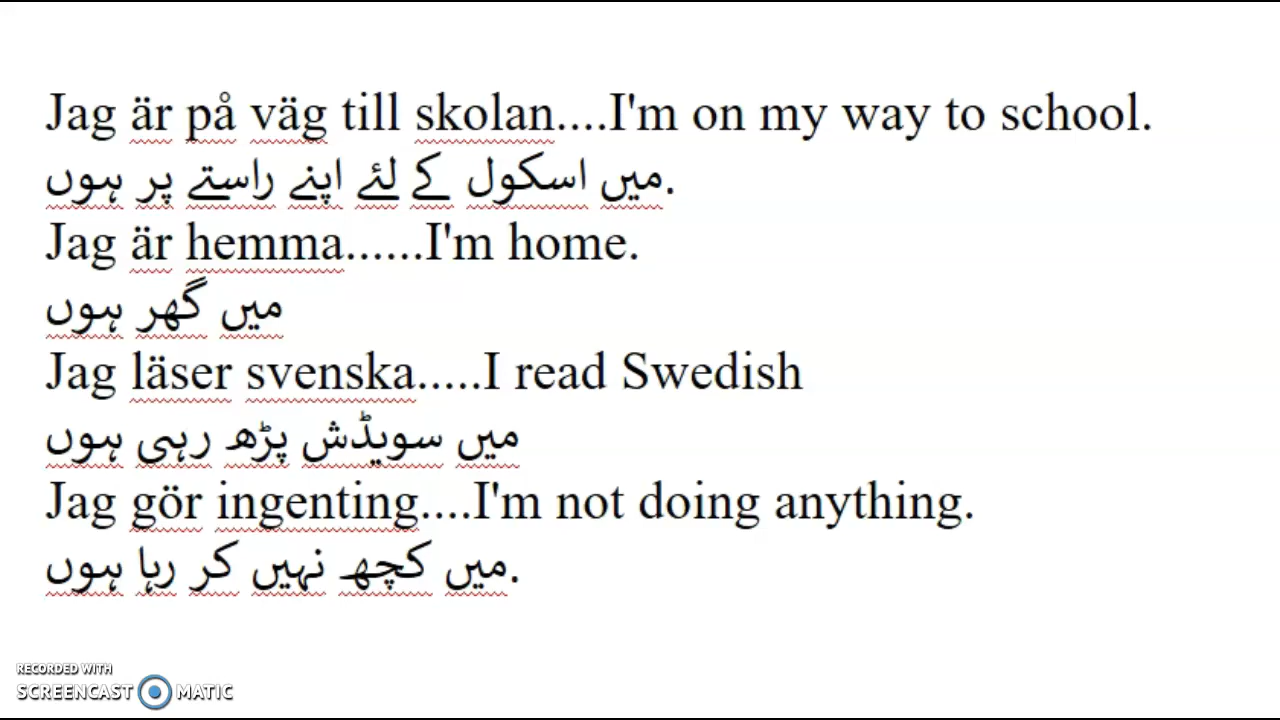 Jag är på väg till skolan....I'm on my way to school.
میں اسکول کے لئے اپنے راستے پر ہوں.
Jag är hemma......I'm home.
میں گھر ہوں
Jag läser svenska.....I read Swedish
میں سویڈش پڑھ رہی ہوں
Jag gör ingenting....I'm not doing anything.
میں کچھ نہیں کر رہا ہوں.
RECORDED WITH
SCREENCAST MATIC